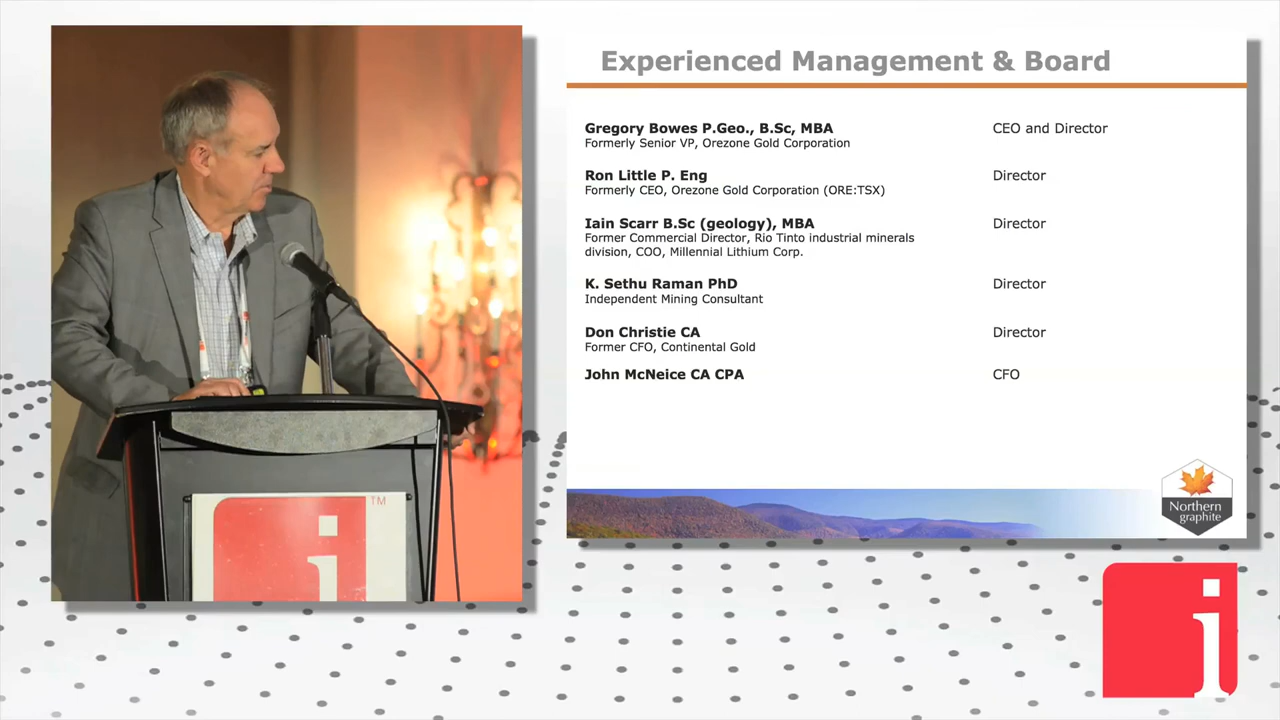 Experienced Management & Board
Gregory Bowes P.Geo., B.Sc, MBA
CEO and Director
Formerly Senior VP, Orezone Gold Corporation
Ron Little P. Eng
Director
Formerly CEO, Orezone Gold Corporation (ORE:TSX)
Iain Scarr B.Sc (geology), MBA
Director
Former Commercial Director, Rio Tinto industrial minerals
division, COO, Millennial Lithium Corp.
K. Sethu Raman PhD
Director
Independent Mining Consultant
Don Christie CA
Director
Former CFO, Continental Gold
John McNeice CA CPA
CFO
Northern
graphite
i
TM
i